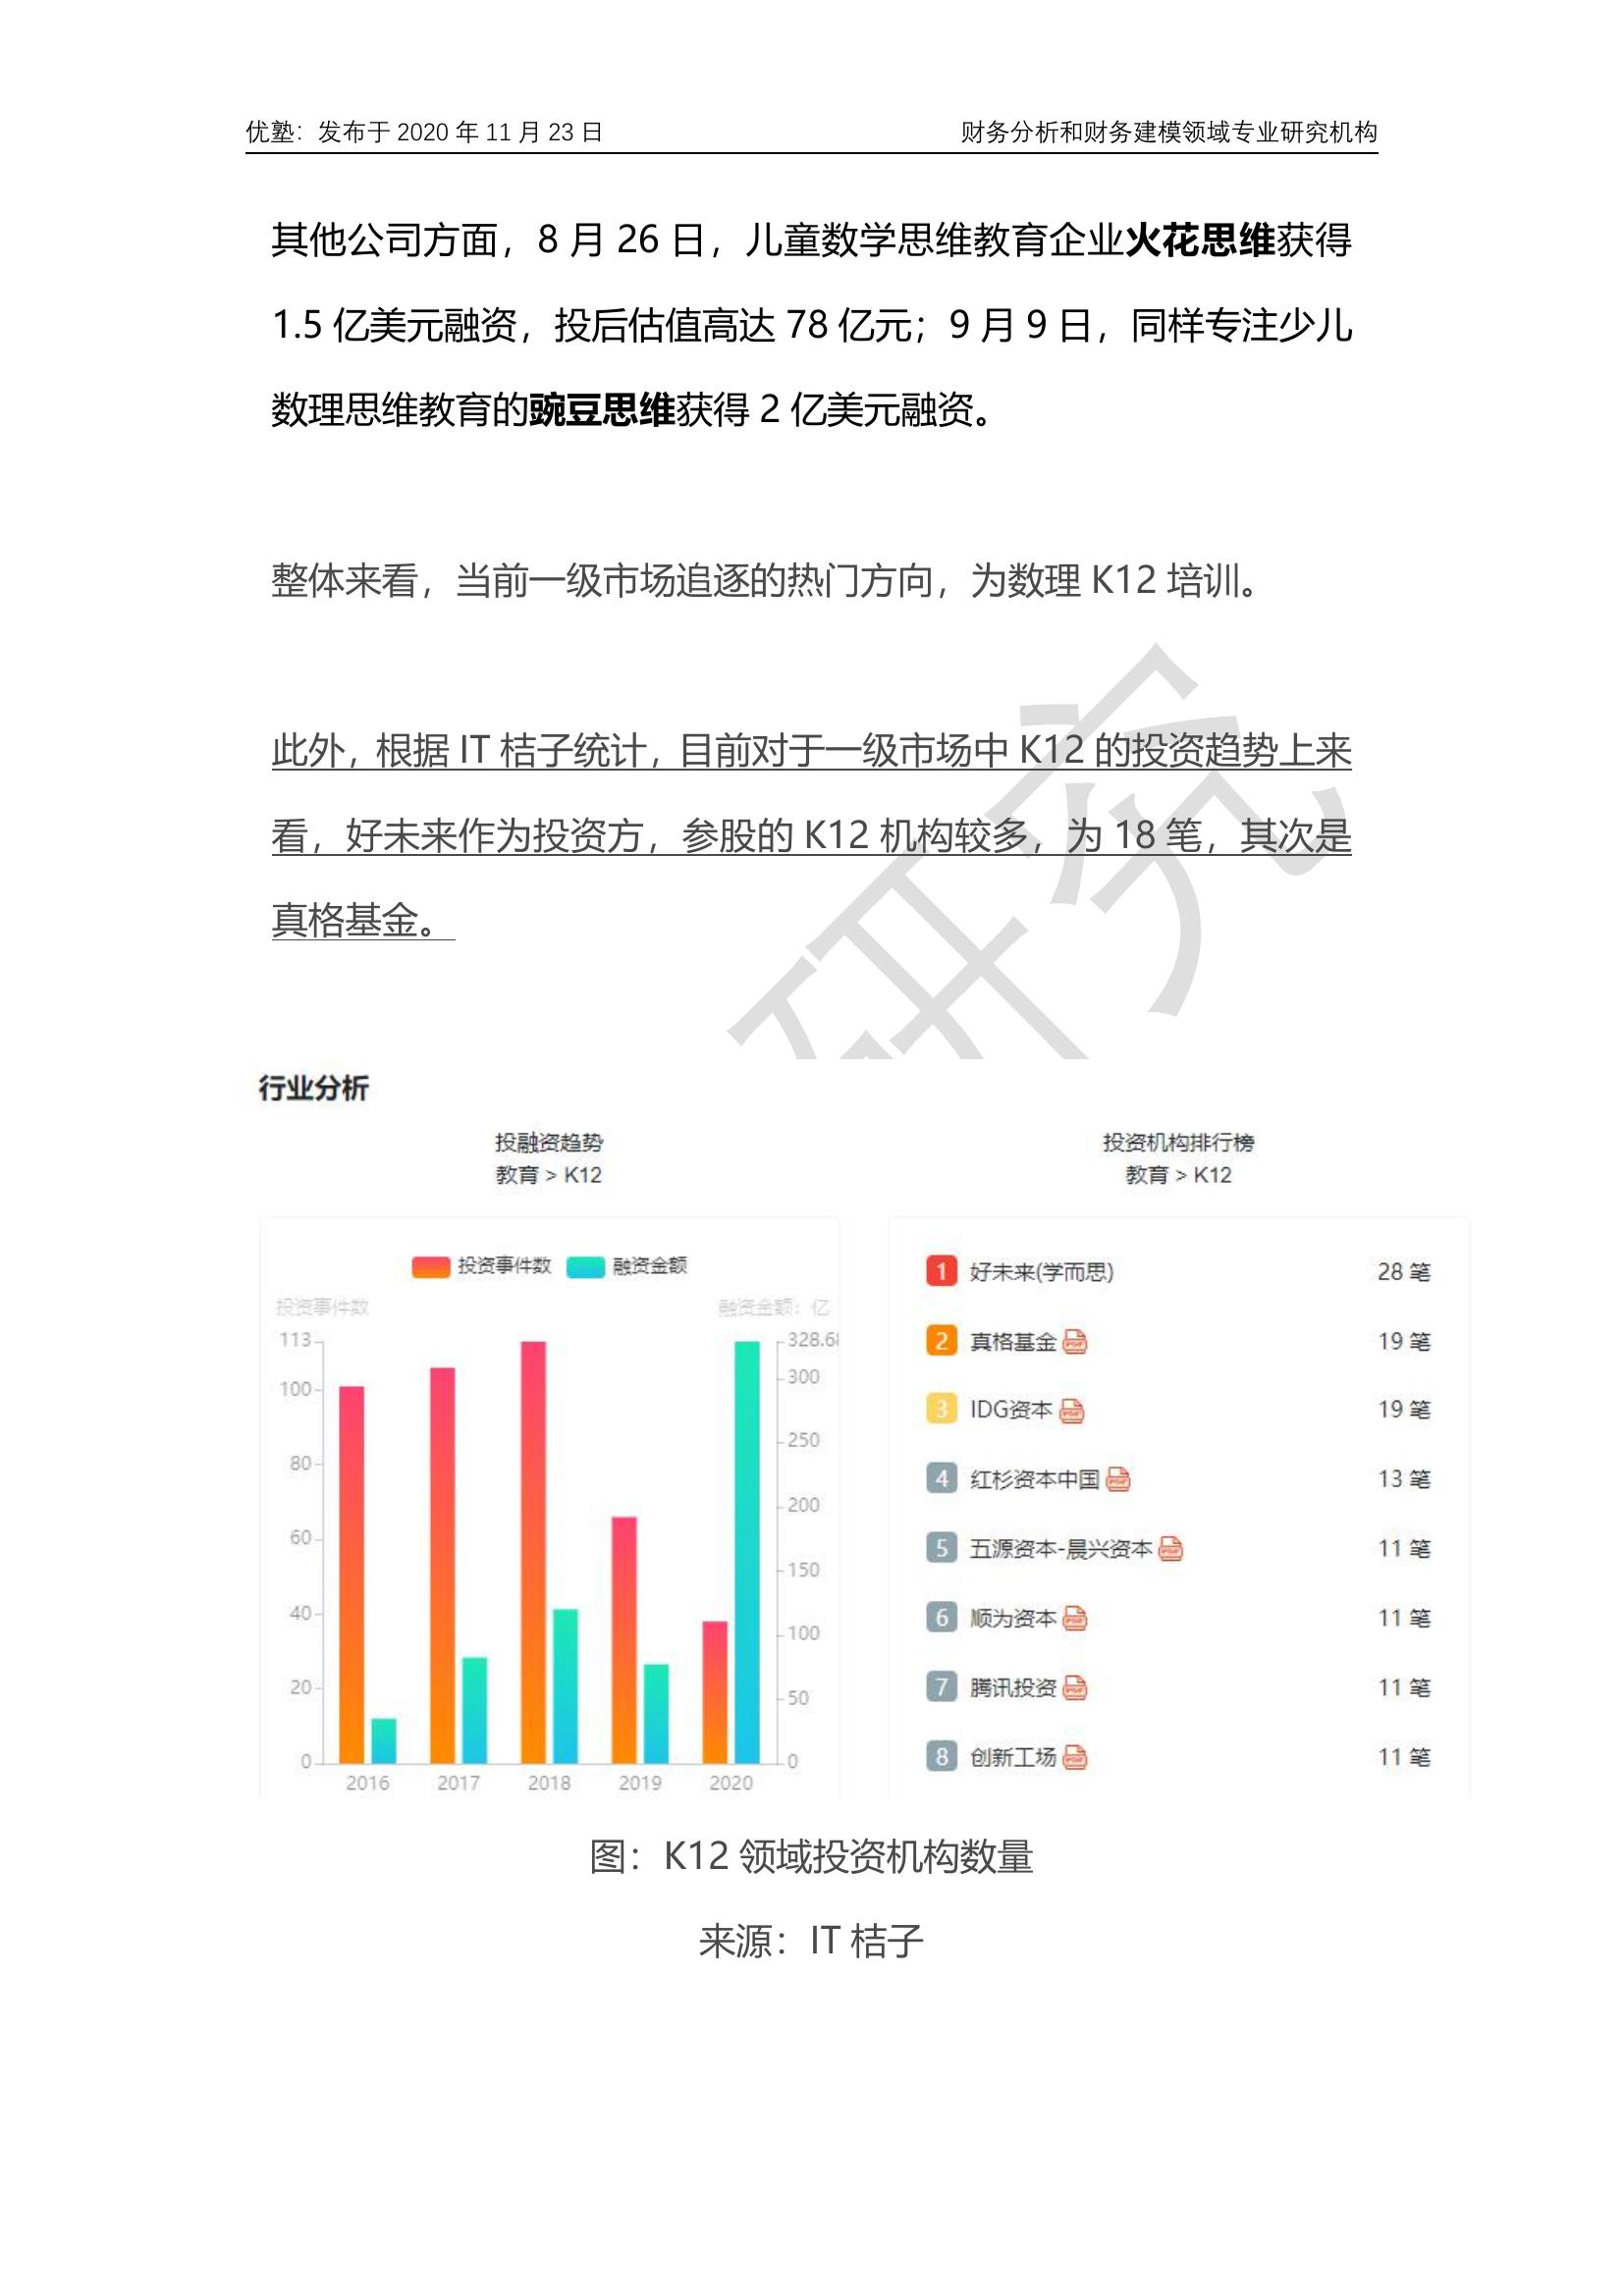 优塾：发布于 2020 年 11 月 23 日
财务分析和财务建模领域专业研究机构
其他公司方面，8 月 26 日，儿童数学思维教育企业火花思维获得
1.5 亿美元融资，投后估值高达 78 亿元；9 月 9 日，同样专注少儿
数理思维教育的豌豆思维获得 2 亿美元融资。
整体来看，当前一级市场追逐的热门方向，为数理 K12 培训。
此外，根据 IT 桔子统计，目前对于一级市场中 K12 的投资趋势上来
看，好未来作为投资方，参股的 K12 机构较多，为 18 笔，其次是
真格基金。
研究
行业分析
投融资趋势
教育 > K12
投资事件数 融资金额
投资事件数
融资金额：亿
113
100
80
60
40
20
0
328.68
300
250
200
150
100
50
0
2016 2017 2018 2019 2020
投资机构排行榜
教育 > K12
1 好未来(学而思) 28 笔
2 真格基金 PDF 19 笔
3 IDG资本 PDF 19 笔
4 红杉资本中国 PDF 13 笔
5 五源资本-晨兴资本 PDF 11 笔
6 顺为资本 PDF 11 笔
7 腾讯投资 PDF 11 笔
8 创新工场 PDF 11 笔
图：K12 领域投资机构数量
来源：IT 桔子